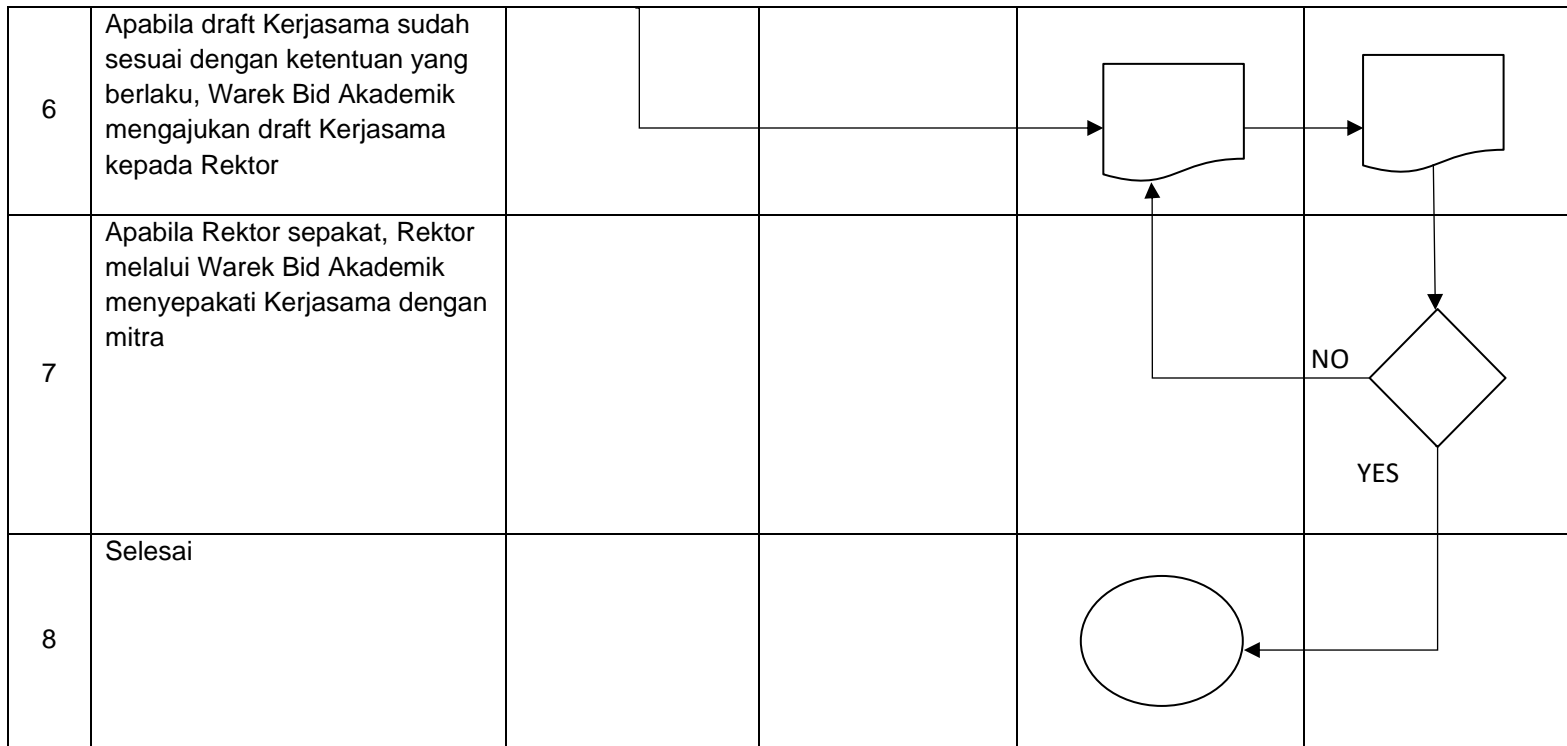 6
Apabila draft Kerjasama sudah
sesuai dengan ketentuan yang
berlaku, Warek Bid Akademik
mengajukan draft Kerjasama
kepada Rektor
7
Apabila Rektor sepakat, Rektor
melalui Warek Bid Akademik
menyepakati Kerjasama dengan
mitra
NO
YES
8
Selesai